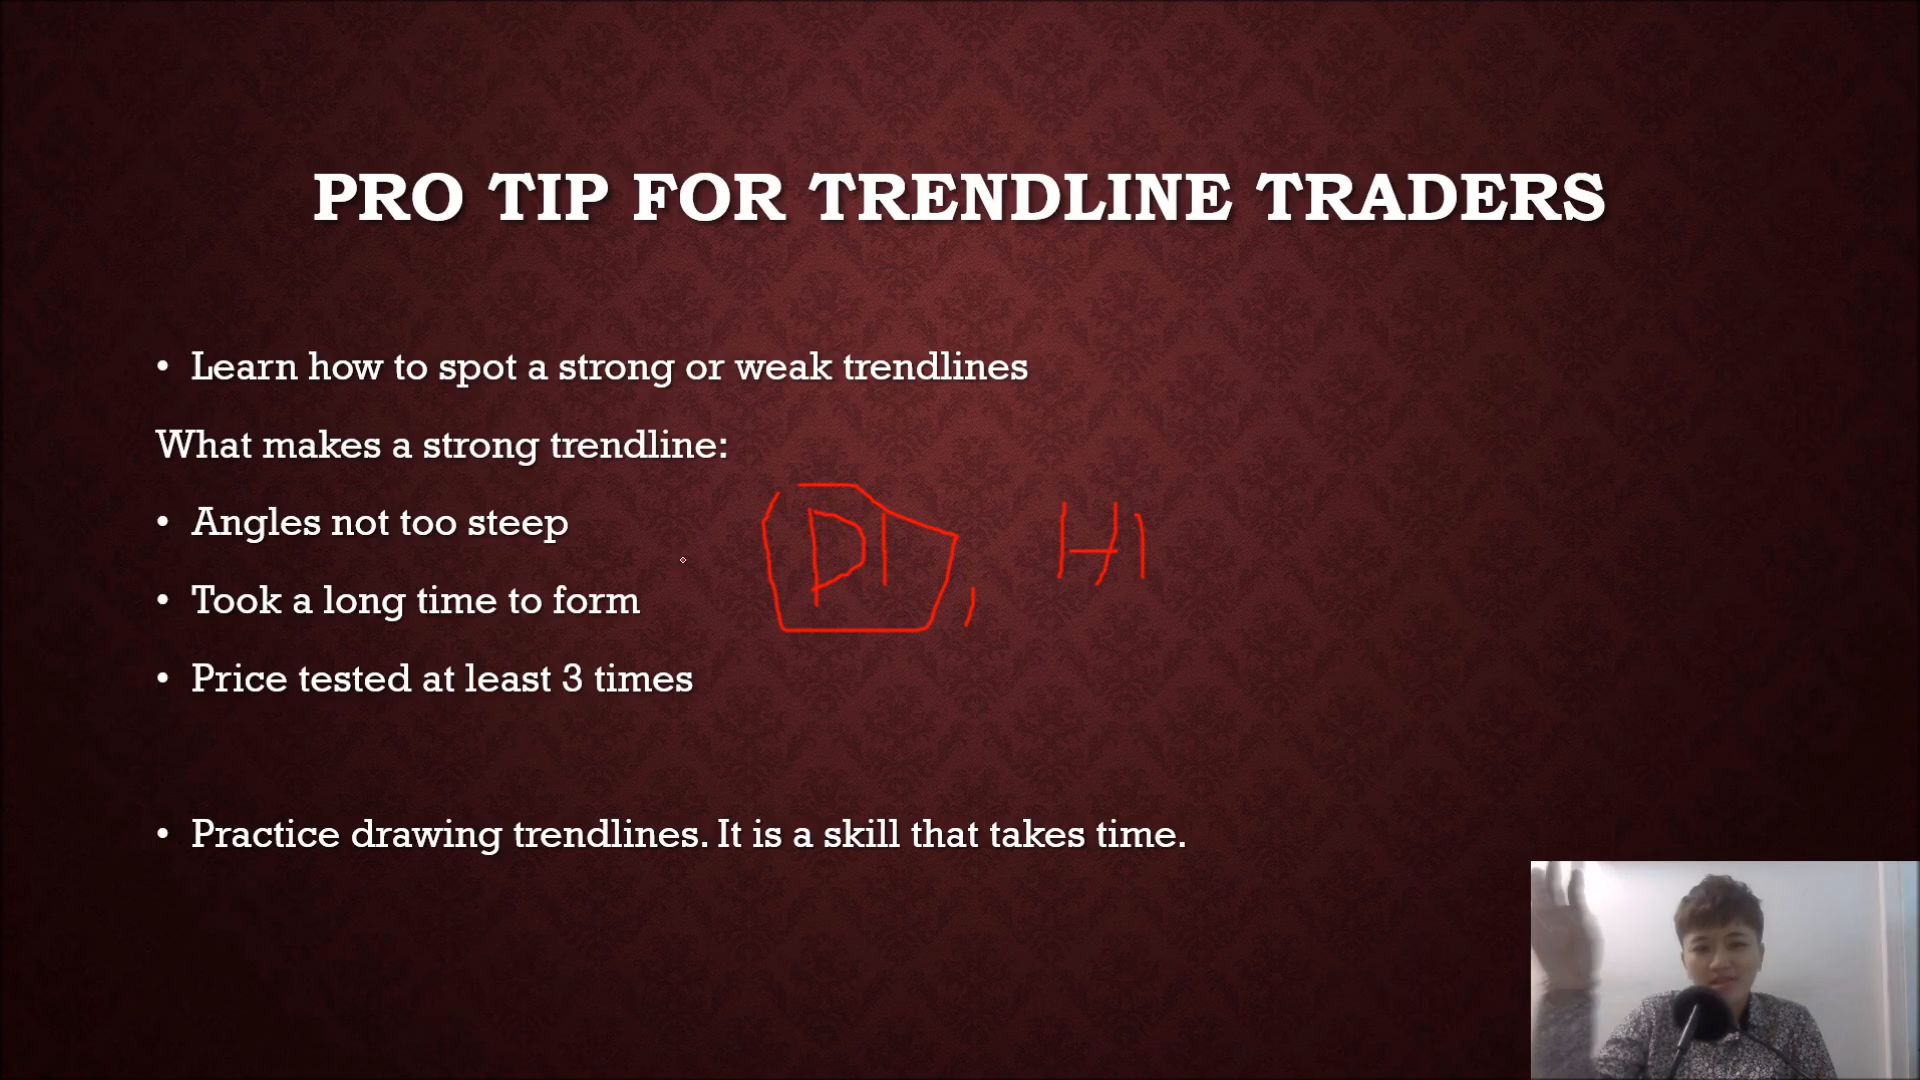 PRO TIP FOR TRENDLINE TRADERS
• Learn how to spot a strong or weak trendlines
What makes a strong trendline:
• Angles not too steep
D1, H1
• Took a long time to form
• Price tested at least 3 times
• Practice drawing trendlines. It is a skill that takes time.